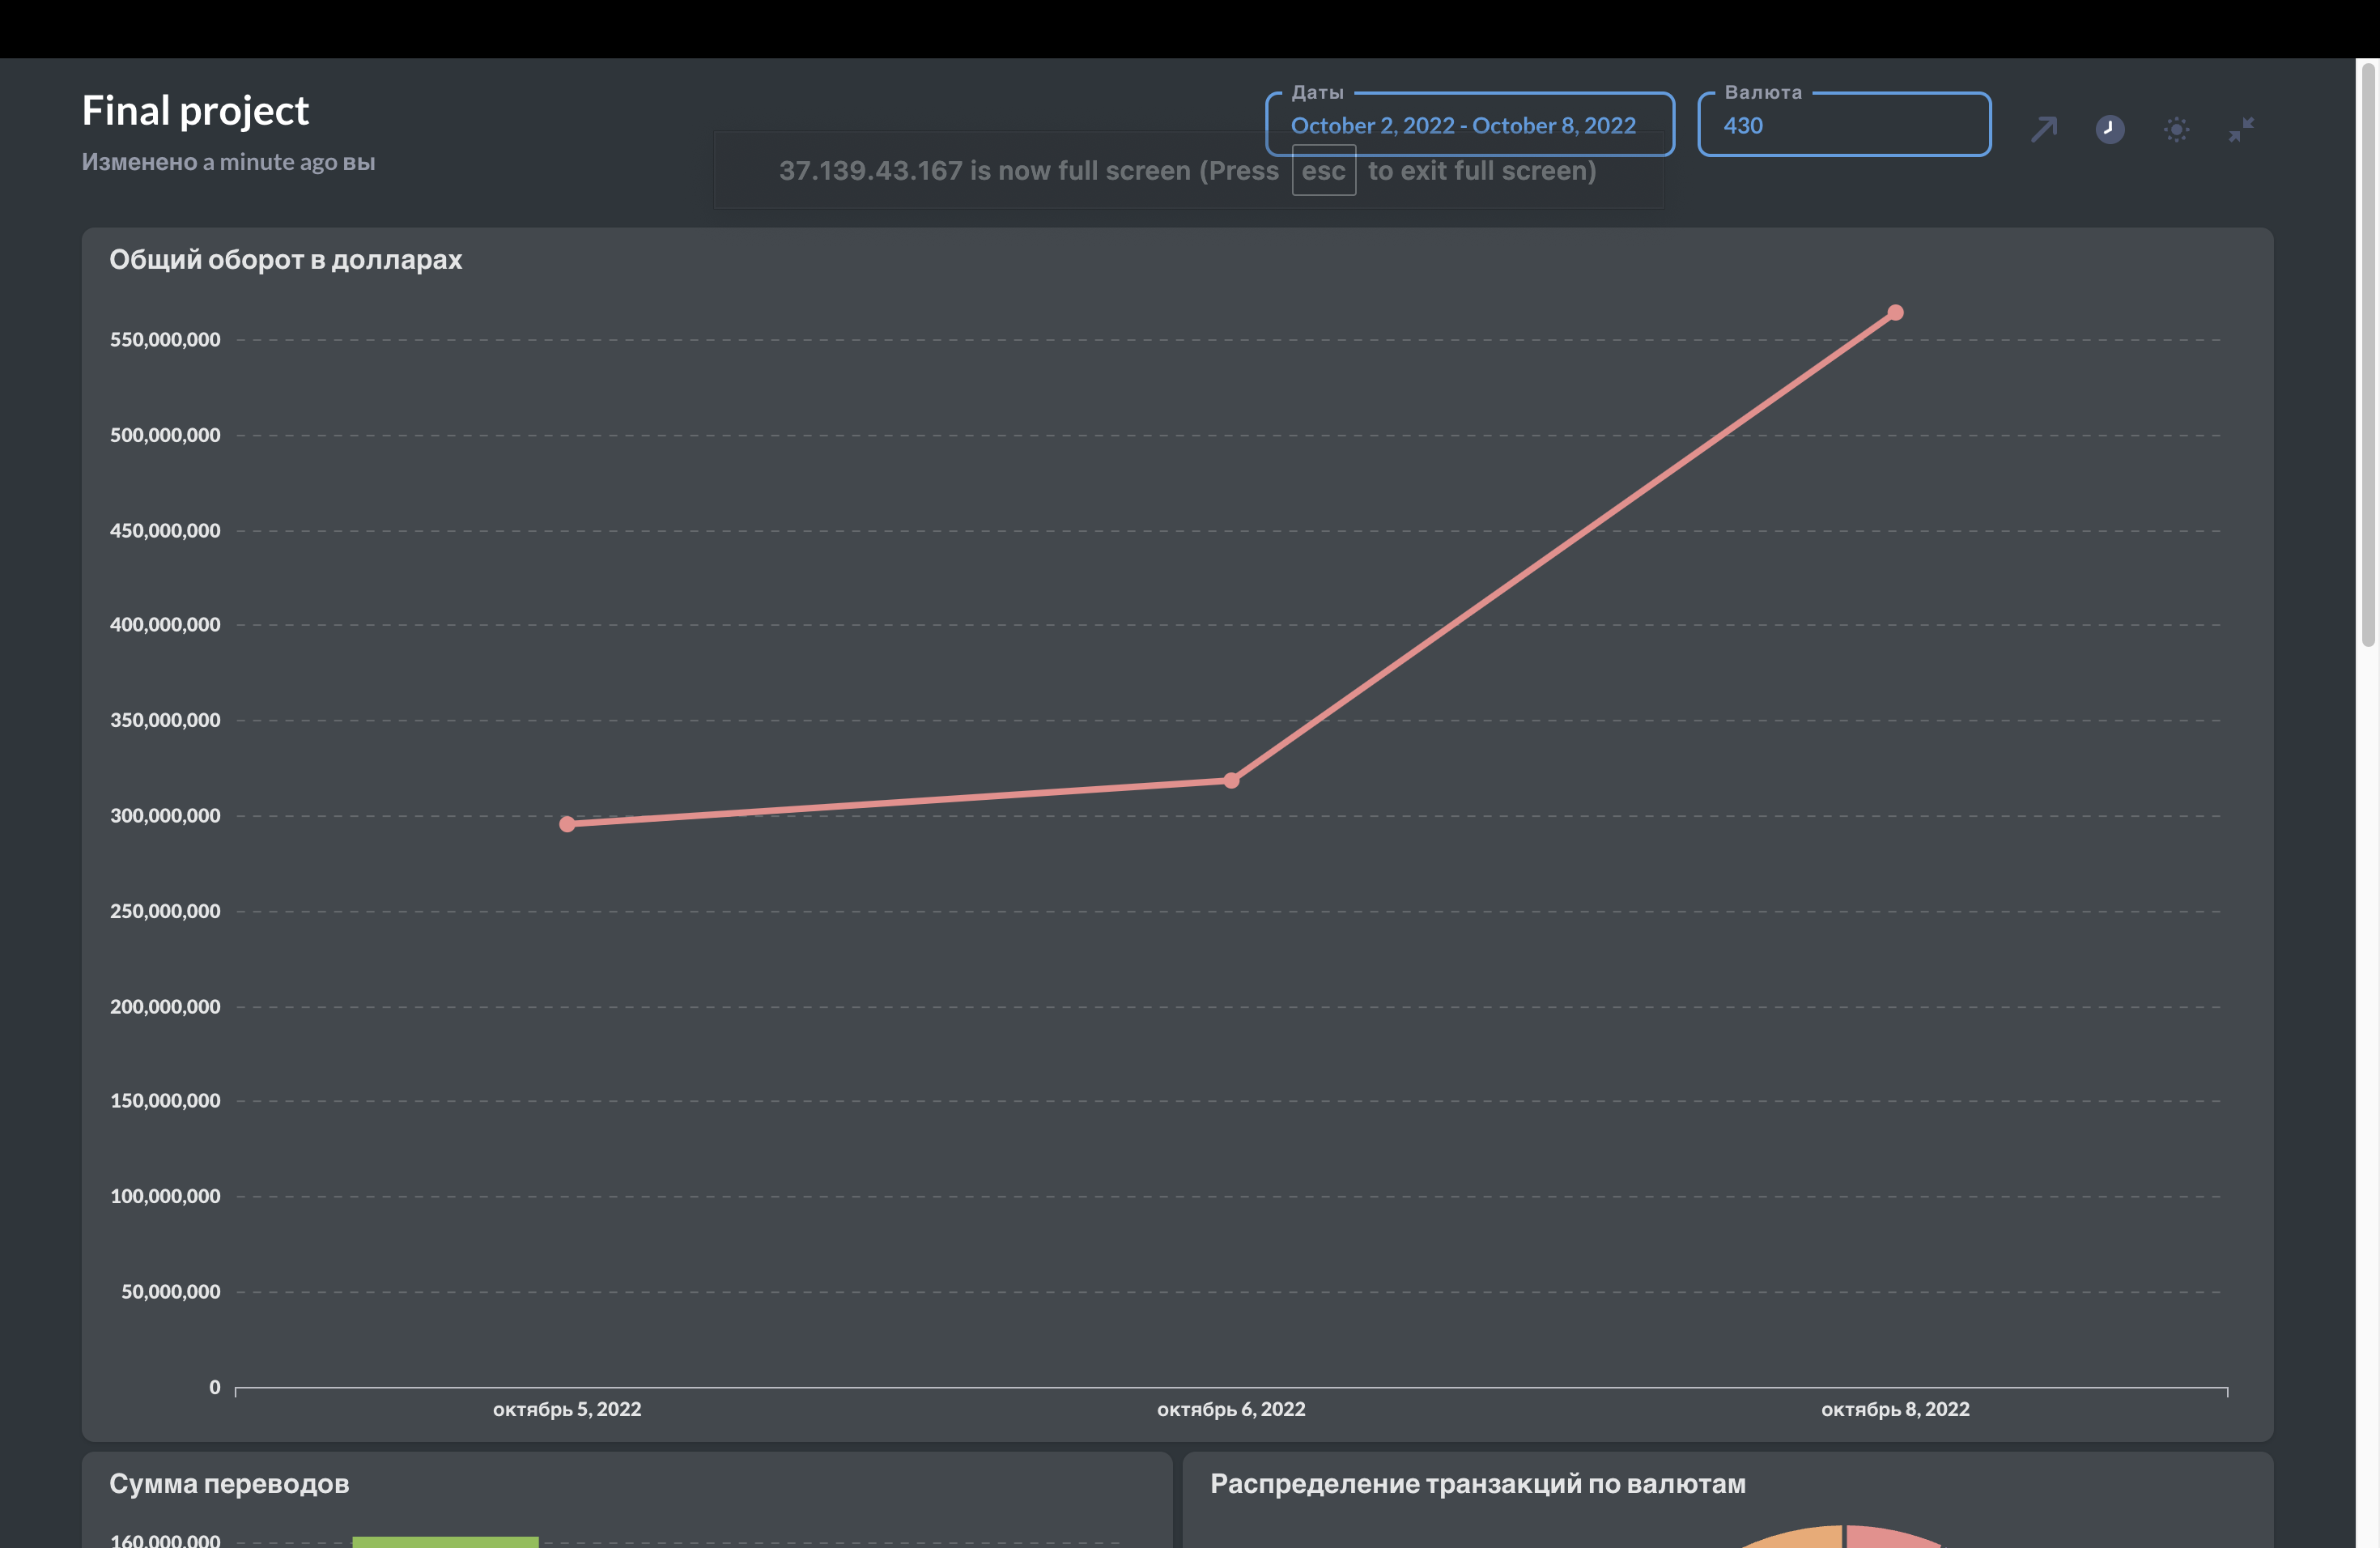 Final project
Изменено a minute ago вы
Даты
October 2, 2022 - October 8, 2022
Валюта
430
37.139.43.167 is now full screen (Press esc to exit full screen)
Общий оборот в долларах
550,000,000
500,000,000
450,000,000
400,000,000
350,000,000
300,000,000
250,000,000
200,000,000
150,000,000
100,000,000
50,000,000
0
октябрь 5, 2022
октябрь 6, 2022
октябрь 8, 2022
Сумма переводов
160,000,000
Распределение транзакций по валютам